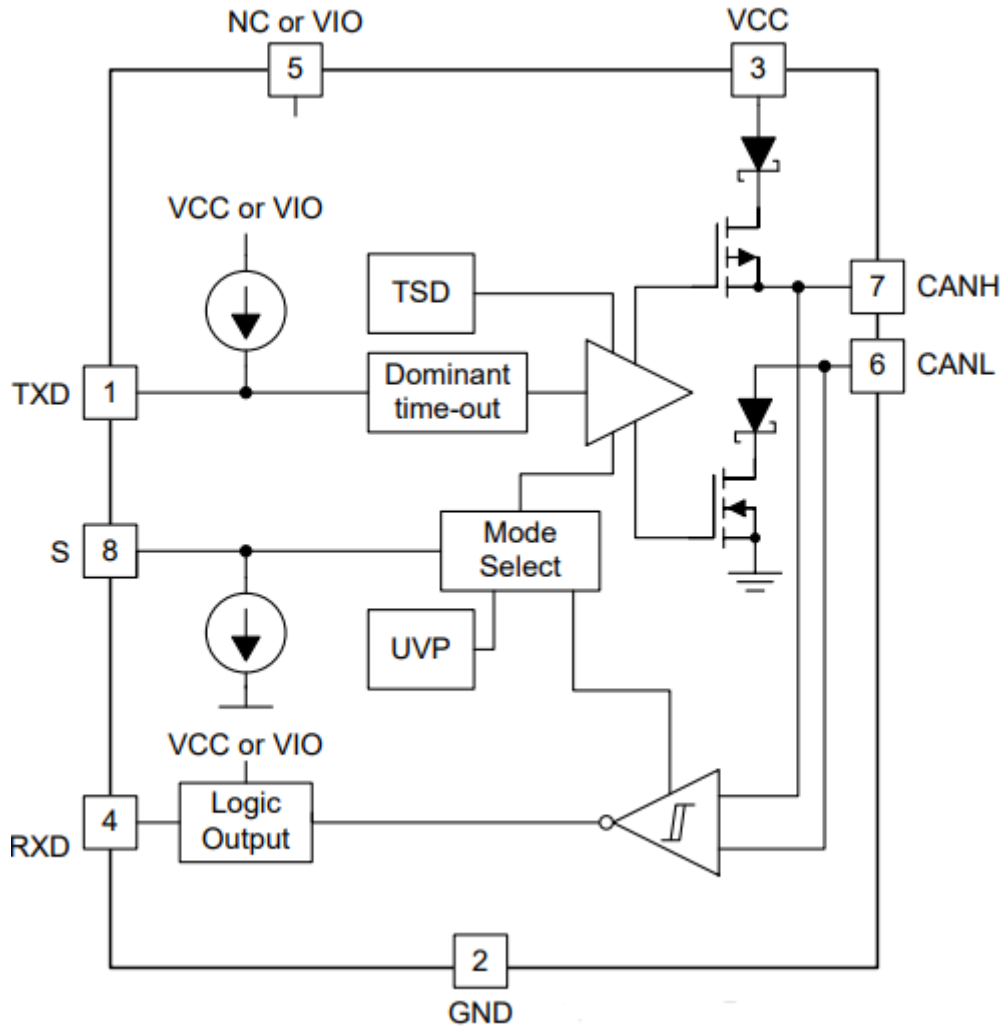 NC or VIO
VCC
5
3
VCC or VIO
TSD
7
CANH
TXD
1
Dominant
time-out
6
CANL
S
8
Mode
Select
UVP
VCC or VIO
RXD
4
Logic
Output
2
GND